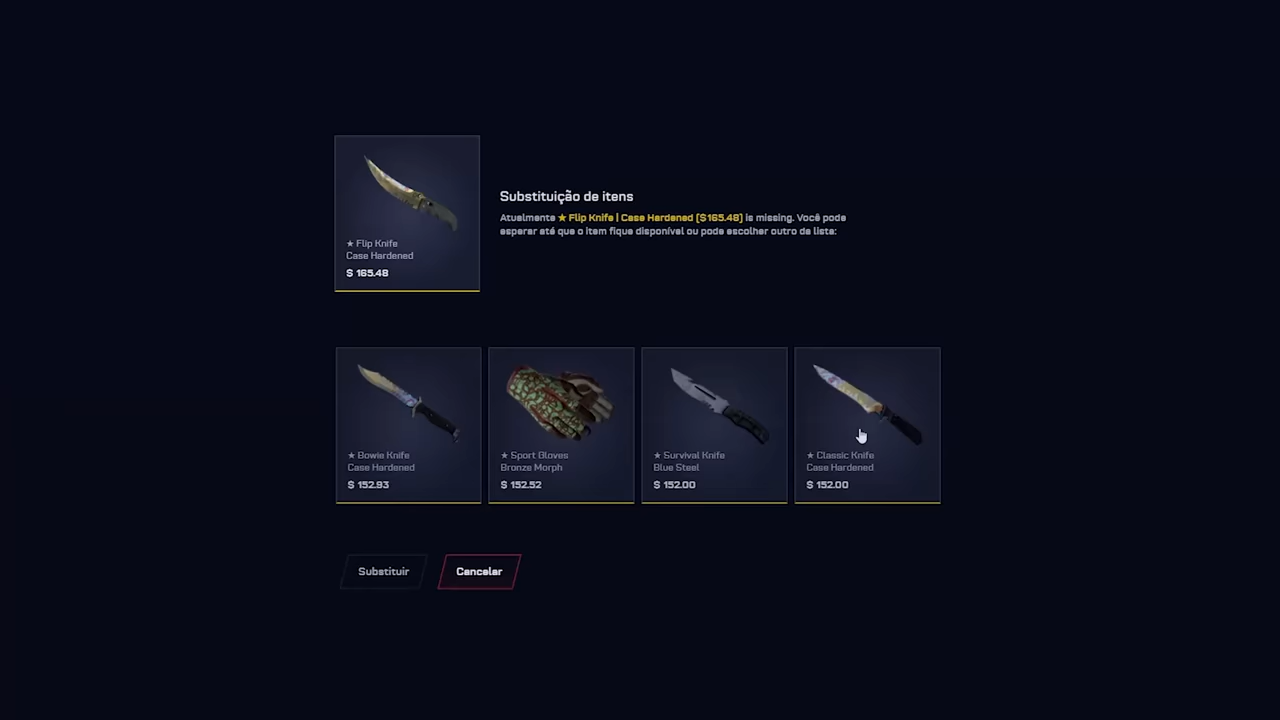 ★ Flip Knife
Case Hardened
$ 165.48
Substituição de itens
Atualmente ★ Flip Knife | Case Hardened ($165.48) is missing. Você pode
esperar até que o item fique disponível ou pode escolher outro da lista:
★ Bowie Knife
Case Hardened
$ 152.93
★ Sport Gloves
Bronze Morph
$ 152.52
★ Survival Knife
Blue Steel
$ 152.00
★ Classic Knife
Case Hardened
$ 152.00
Substituir
Cancelar